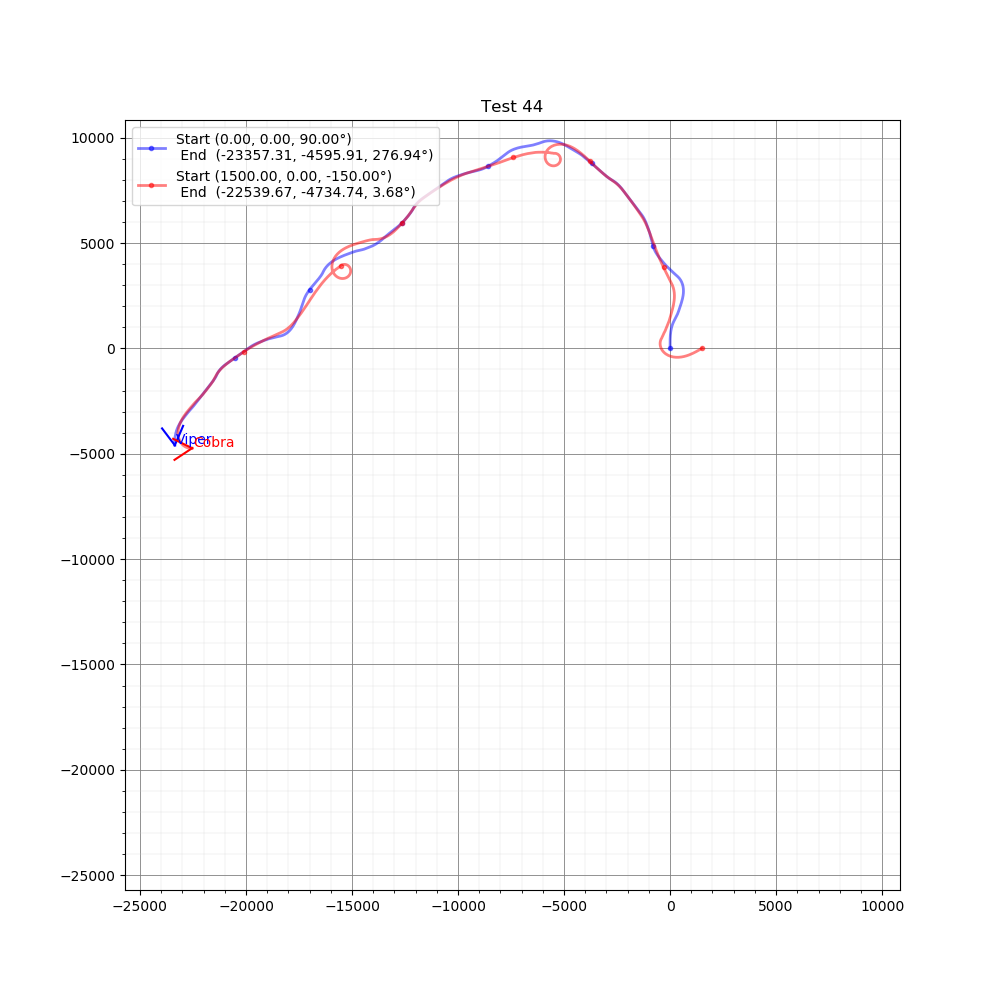 Test 44
Start (0.00, 0.00, 90.00°)
End  (-23357.31, -4595.91, 276.94°)
Start (1500.00, 0.00, -150.00°)
End  (-22539.67, -4734.74, 3.68°)
10000
5000
0
−5000
−10000
−15000
−20000
−25000
Viper
Cobra
−25000 −20000 −15000 −10000 −5000 0 5000 10000